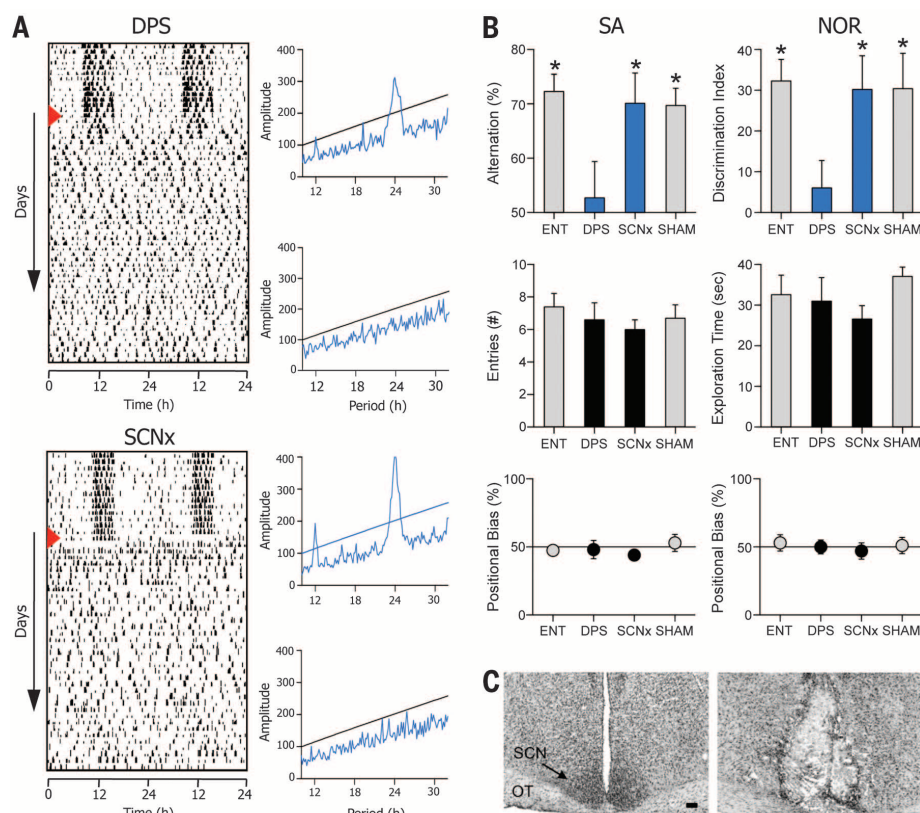 A
DPS
Days
0 12 24 12 24
Time (h)
Amplitude
400
300
200
100
0
12 24 30
Amplitude
400
300
200
100
0
12 18 24 30
Period (h)
SCNx
Days
0 12 24 12 24
Time (h)
Amplitude
400
300
200
100
0
12 24 30
Amplitude
400
300
200
100
0
12 18 24 30
Period (h)
B
SA
Alternation (%)
70
60
50
* * *
ENT DPS SCNx SHAM
NOR
Discrimination Index
40
30
20
10
0
* * *
ENT DPS SCNx SHAM
Entries (#)
10
8
6
4
2
0
ENT DPS SCNx SHAM
Exploration Time (sec)
40
30
20
10
0
ENT DPS SCNx SHAM
Positional Bias (%)
100
50
0
ENT DPS SCNx SHAM
Positional Bias (%)
100
50
0
ENT DPS SCNx SHAM
C
SCN
OT